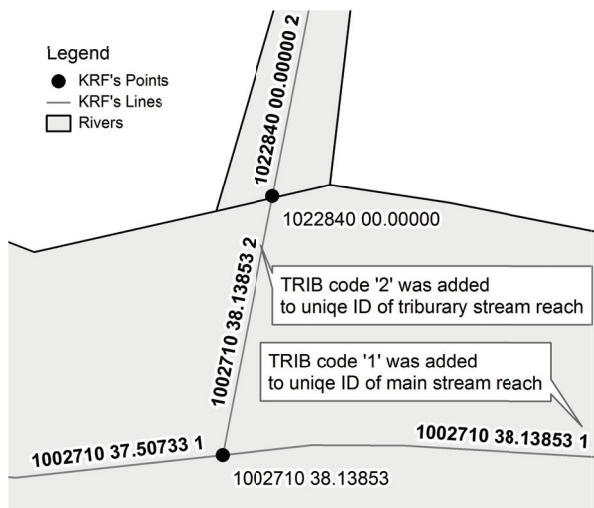 Legend
KRF's Points
KRF's Lines
Rivers
1022840 00.00000 2
1022840 00.00000
1002710 38.13853 2
TRIB code '2' was added
to uniqe ID of triburary stream reach
TRIB code '1' was added
to uniqe ID of main stream reach
1002710 37.50733 1
1002710 38.13853 1
1002710 38.13853